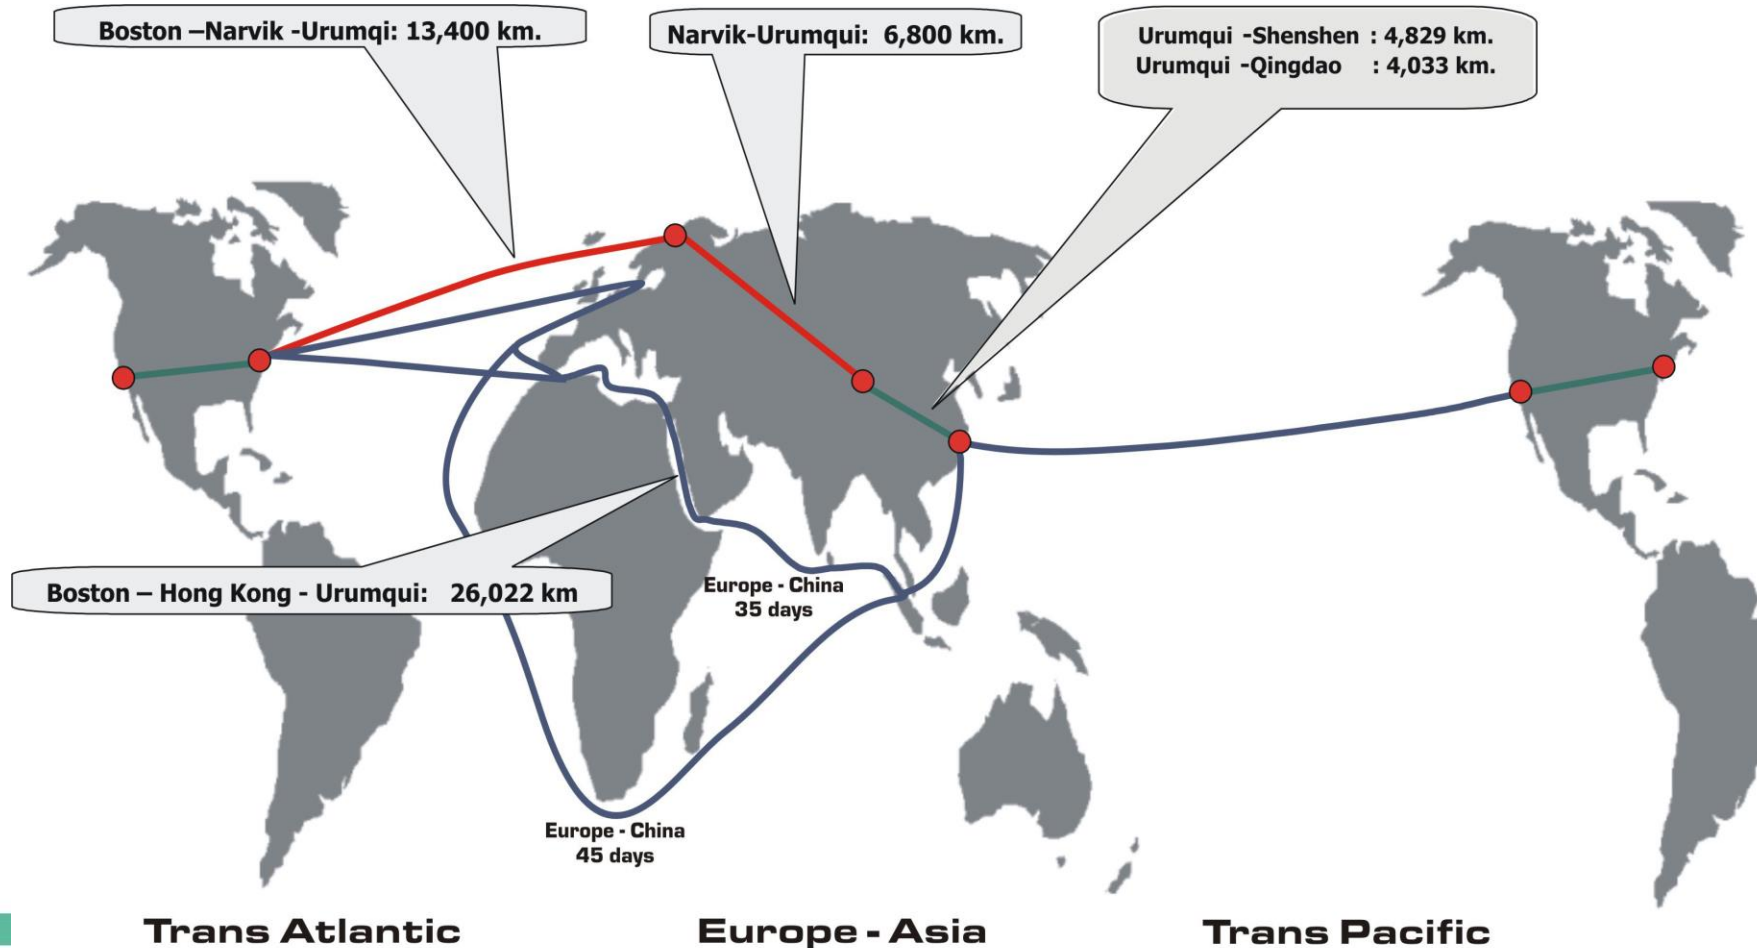 Boston –Narvik -Urumqi: 13,400 km.
Narvik-Urumqui: 6,800 km.
Urumqui -Shenshen : 4,829 km.
Urumqui -Qingdao : 4,033 km.
Boston – Hong Kong - Urumqui: 26,022 km
Europe - China
35 days
Europe - China
45 days
Trans Atlantic
Europe - Asia
Trans Pacific